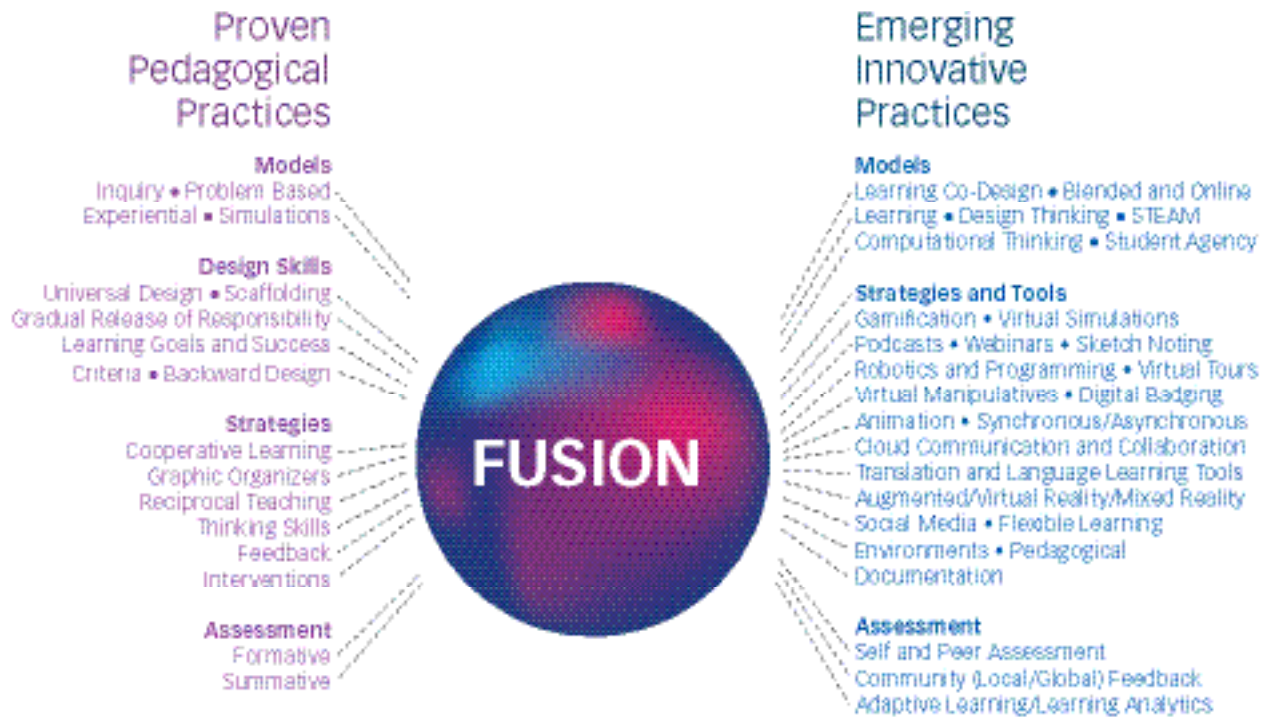 Proven
Pedagogical
Practices
Models
Inquiry • Problem Based
Experiential • Simulations
Design Skills
Universal Design • Scaffolding
Gradual Release of Responsibility
Learning Goals and Success
Criteria • Backward Design
Strategies
Cooperative Learning
Graphic Organizers
Reciprocal Teaching
Thinking Skills
Feedback
Interventions
Assessment
Formative
Summative
FUSION
Emerging
Innovative
Practices
Models
Learning Co-Design • Blended and Online
Learning • Design Thinking • STEAM
Computational Thinking • Student Agency
Strategies and Tools
Gamification • Virtual Simulations
Podcasts • Webinars • Sketch Noting
Robotics and Programming • Virtual Tours
Virtual Manipulatives • Digital Badging
Animation • Synchronous/Asynchronous
Cloud Communication and Collaboration
Translation and Language Learning Tools
Augmented/Virtual Reality/Mixed Reality
Social Media • Flexible Learning
Environments • Pedagogical
Documentation
Assessment
Self and Peer Assessment
Community (Local/Global) Feedback
Adaptive Learning/Learning Analytics